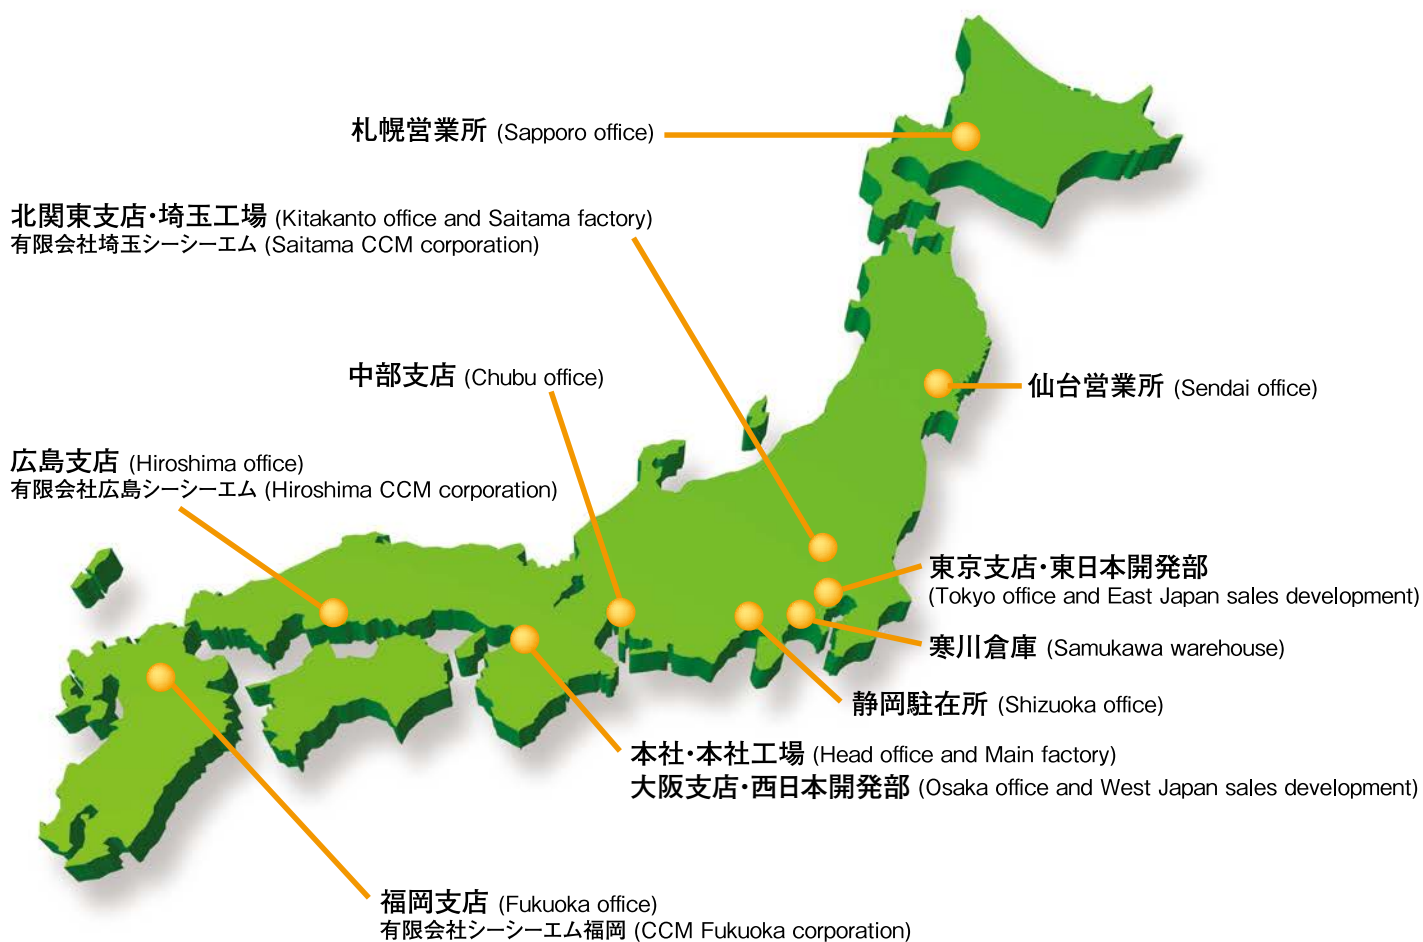 札幌営業所 (Sapporo office)
北関東支店・埼玉工場 (Kitakanto office and Saitama factory)
有限会社埼玉シーシーエム (Saitama CCM corporation)
中部支店 (Chubu office)
仙台営業所 (Sendai office)
広島支店 (Hiroshima office)
有限会社広島シーシーエム (Hiroshima CCM corporation)
東京支店・東日本開発部
(Tokyo office and East Japan sales development)
寒川倉庫 (Samukawa warehouse)
静岡駐在所 (Shizuoka office)
本社・本社工場 (Head office and Main factory)
大阪支店・西日本開発部 (Osaka office and West Japan sales development)
福岡支店 (Fukuoka office)
有限会社シーシーエム福岡 (CCM Fukuoka corporation)